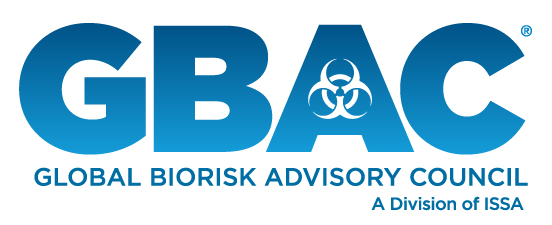 GBAC®
GLOBAL BIORISK ADVISORY COUNCIL
A Division of ISSA